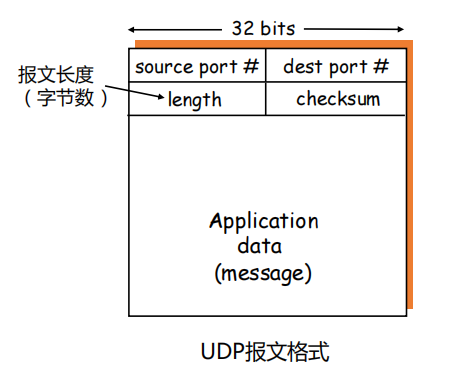 32 bits
source port #
dest port #
报文长度
（字节数）
length
checksum
Application
data
(message)
UDP报文格式